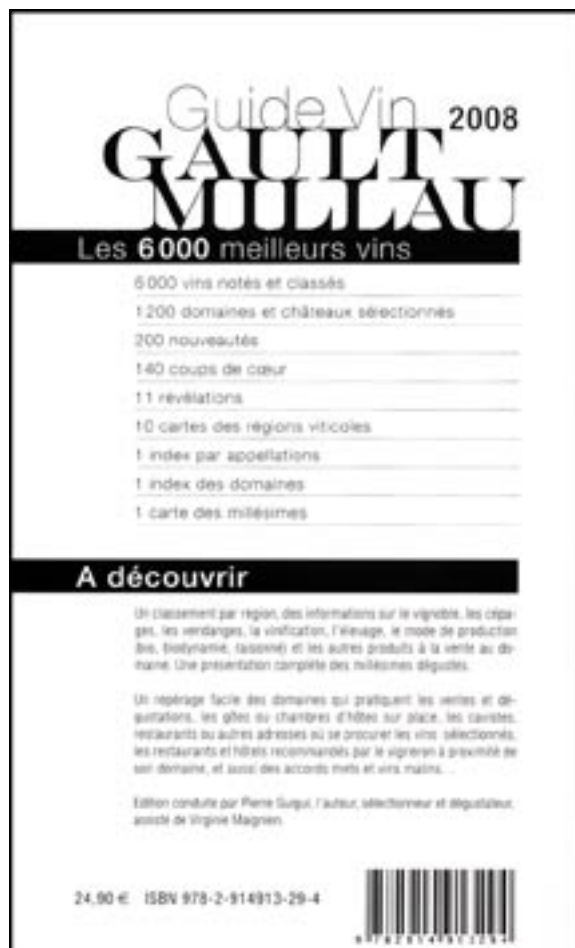 Guide Vin 2008
GAULT
MILLAU
Les 6000 meilleurs vins
6000 vins notés et classés
1200 domaines et châteaux sélectionnés
200 nouveautés
140 coups de cœur
11 révélations
10 cartes des régions viticoles
1 index par appellations
1 index des domaines
1 carte des millésimes
A découvrir
Un classement par région, des informations sur le vignoble, les cépa-
ges, les vendanges, la vinification, l'élevage, le mode de production
(bio, biodynamie, raisonné) et les autres produits à la vente au do-
maine. Une présentation complète des millésimes dégustés.
Un repérage facile des domaines qui pratiquent les ventes et dé-
gustations, les gîtes ou chambres d'hôtes sur place, les cavistes,
restaurants ou autres adresses où se procurer les vins sélectionnés,
les restaurants et hôtels recommandés par le vigneron à proximité de
son domaine, et aussi des accords mets et vins malins...
Edition conduite par Pierre Guigui, l'auteur, sélectionneur et dégustateur,
assisté de Virginie Maignien.
24,90 € ISBN 978-2-914913-29-4
9 782914 913294